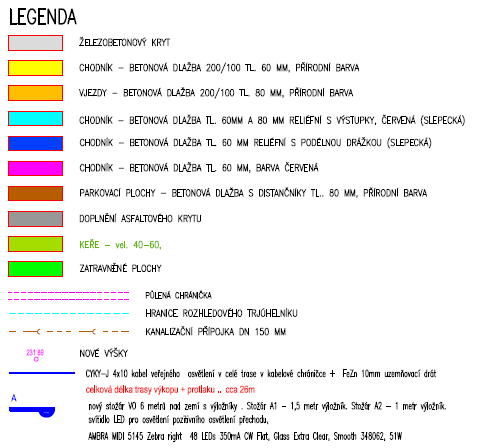 LEGENDA
ŽELEZOBETONOVÝ KRYT
CHODNÍK – BETONOVÁ DLAŽBA 200/100 TL. 60 MM, PŘÍRODNÍ BARVA
VJEZDY – BETONOVÁ DLAŽBA 200/100 TL. 80 MM, PŘÍRODNÍ BARVA
CHODNÍK – BETONOVÁ DLAŽBA TL. 60MM A 80 MM RELIÉFNÍ S VÝSTUPKY, ČERVENÁ (SLEPECKÁ)
CHODNÍK – BETONOVÁ DLAŽBA TL. 60 MM RELIÉFNÍ S PODÉLNOU DRÁŽKOU (SLEPECKÁ)
CHODNÍK – BETONOVÁ DLAŽBA TL. 60 MM, BARVA ČERVENÁ
PARKOVACÍ PLOCHY – BETONOVÁ DLAŽBA S DISTANČNÍKY TL.. 80 MM, PŘÍRODNÍ BARVA
DOPLNĚNÍ ASFALTOVÉHO KRYTU
KEŘE – vel. 40-60,
ZATRAVNĚNÉ PLOCHY
PŮLENÁ CHRÁNIČKA
HRANICE ROZHLEDOVÉHO TRJÚHELNÍKU
KANALIZAČNÍ PŘÍPOJKA DN 150 MM
231.89 NOVÉ VÝŠKY
CYKY-J 4x10 kabel veřejného osvětlení v celé trase v kabelové chráničce + FeZn 10mm uzemňovací drát
celková délka trasy výkopu + protlaku ,, cca 26m
A nový stožár VO 6 metrů nad zemí s výložníky . Stožár A1 – 1,5 metr výložník. Stožár A2 – 1 metr výložník.
svítidlo LED pro osvětlení pozitivního osvětlení přechodu,
AMBRA MIDI 5145 Zebra right 48 LEDs 350mA CW Flat, Glass Extra Clear, Smooth 348062, 51W